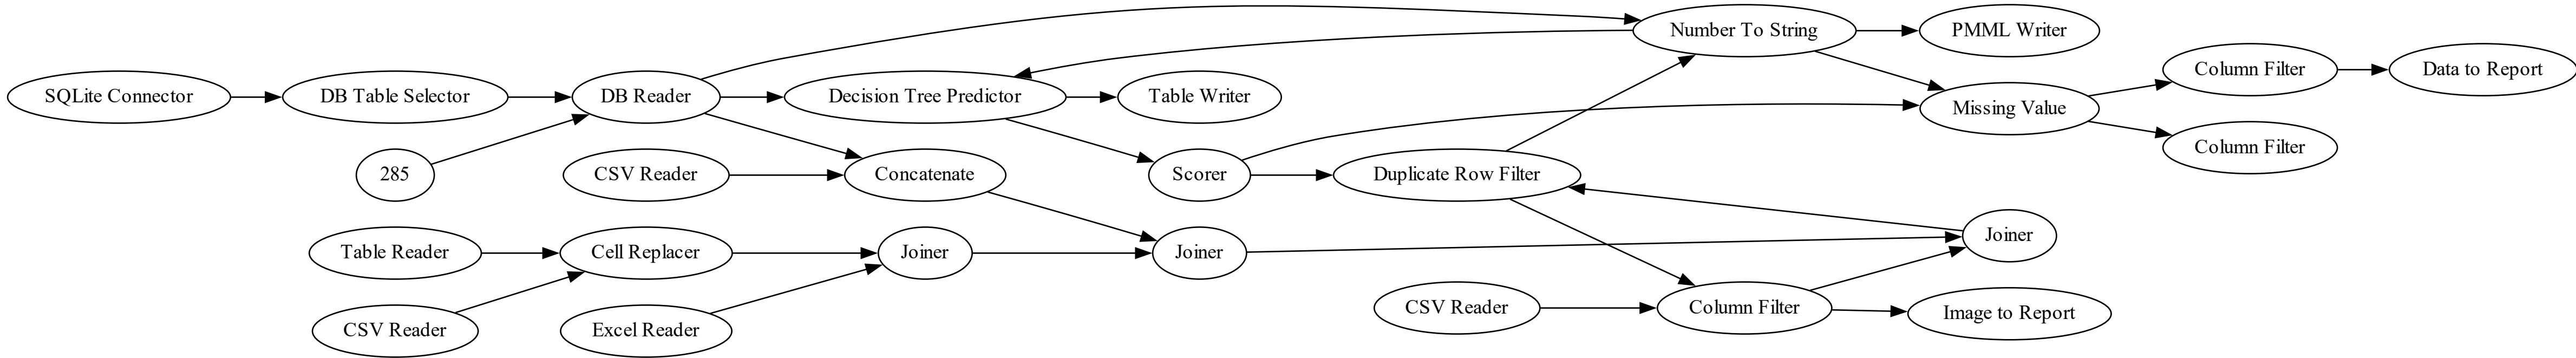 SQLite Connector
DB Table Selector
DB Reader
Decision Tree Predictor
Table Writer
Number To String
PMML Writer
Missing Value
Column Filter
Data to Report
Column Filter
285
CSV Reader
Concatenate
Scorer
Duplicate Row Filter
Table Reader
Cell Replacer
Joiner
Joiner
Joiner
CSV Reader
Excel Reader
CSV Reader
Column Filter
Image to Report